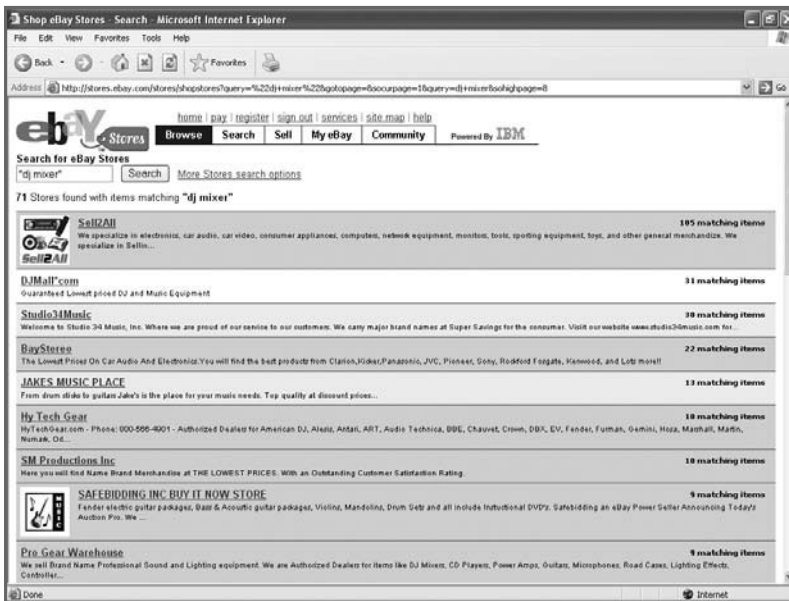 Shop eBay Stores - Search - Microsoft Internet Explorer
File Edit View Favorites Tools Help
Back Favorites
Address http://stores.ebay.com/stores/shopstores?query=%22dj+mixer%22&gotopage=&socurpage=1&query=dj+mixer&sohighpage=8 Go
home | pay | register | sign out | services | site map | help
ebY Stores Browse Search Sell My eBay Community Powered By IBM
Search for eBay Stores
"dj mixer" Search More Stores search options
71 Stores found with items matching "dj mixer"
Sell2All 105 matching items
We specialize in electronics, car audio, car video, consumer appliances, computers, network equipment, monitors, tools, sporting equipment, toys, and other general merchandize. We
specialize in Sellin...
Sell2All
DJMall*com 31 matching items
Guaranteed Lowest priced DJ and Music Equipment
Studio34Music 30 matching items
Welcome to Studio 34 Music, Inc. Where we are proud of our service to our customers. We carry major brand names at Super Savings for the consumer. Visit our website www.studio34music.com for...
BayStereo 22 matching items
The Lowest Prices On Car Audio And Electronics.You will find the best products from Clarion,Kicker,Panasonic, JVC, Pioneer, Sony, Rockford Fosgate, Kenwood, and Lots more!!
JAKES MUSIC PLACE 13 matching items
From drum sticks to guitars Jake's is the place for your music needs. Top quality at discount prices...
Hy Tech Gear 10 matching items
HyTechGear.com - Phone: 000-566-4901 - Authorized Dealers for American DJ, Alesis, Antari, ART, Audio Technica, BBE, Chauvet, Crown, DBX, EV, Fender, Furman, Gemini, Hosa, Marshall, Martin,
Numark, Od...
SM Productions Inc 10 matching items
Here you will find Name Brand Merchandise at THE LOWEST PRICES. With an Outstanding Customer Satisfaction Rating.
MUSIC
SAFEBIDDING INC BUY IT NOW STORE 9 matching items
Fender electric guitar packages, Bass & Acoustic guitar packages, Violins, Mandolins, Drum Sets and all include Instuctional DVD's. Safebidding an eBay Power Seller Announcing Today's
Auction Pro. We ...
Pro Gear Warehouse 9 matching items
We sell Brand Name Professional Sound and Lighting equipment. We are Authorized Dealers for items like DJ Mixers, CD Players, Power Amps, Guitars, Microphones, Road Cases, Lighting Effects,
Controller...
Done Internet